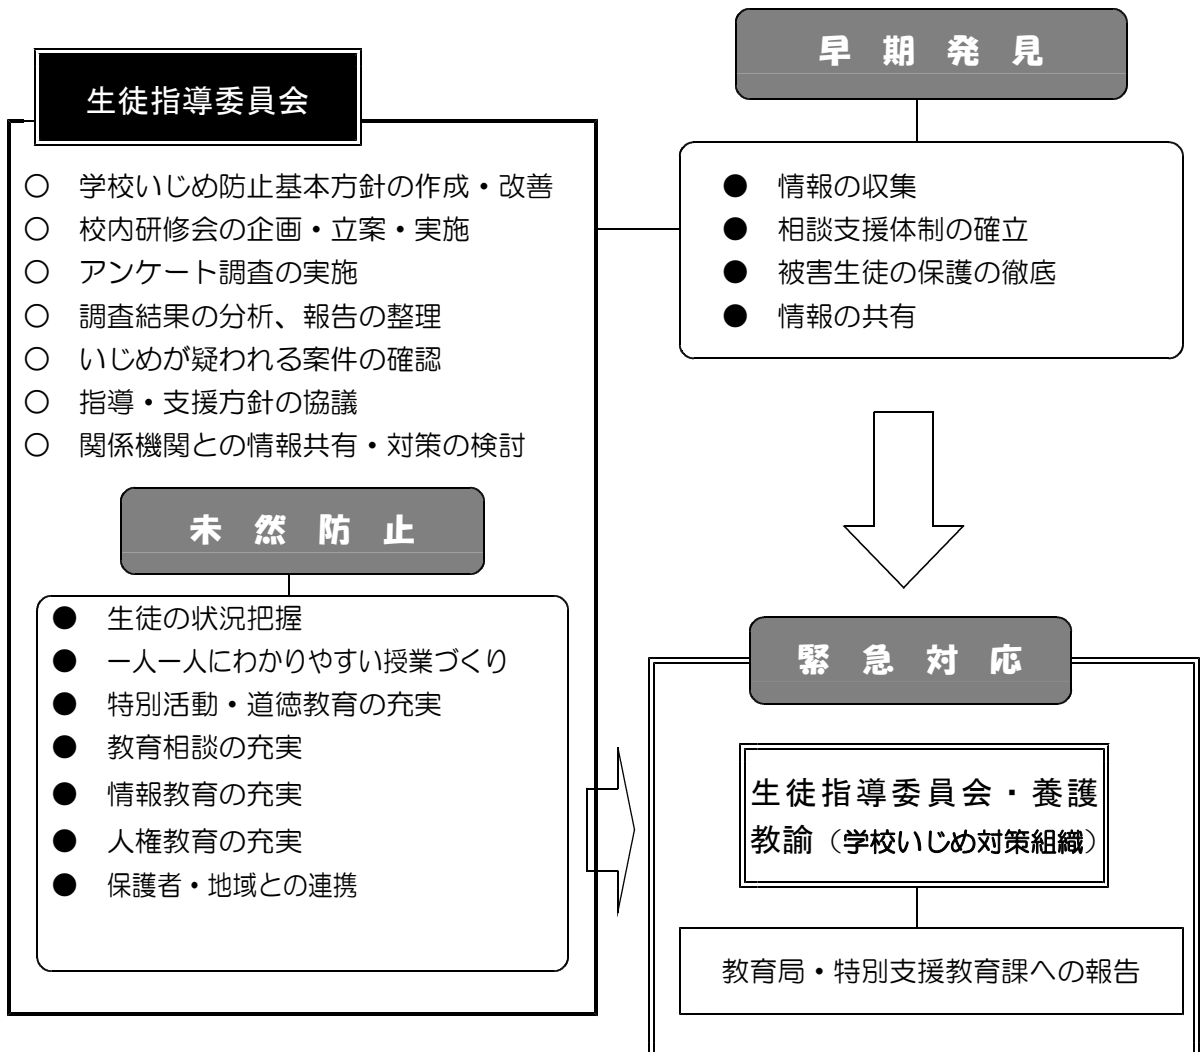 生徒指導委員会
○ 学校いじめ防止基本方針の作成・改善
○ 校内研修会の企画・立案・実施
○ アンケート調査の実施
○ 調査結果の分析、報告の整理
○ いじめが疑われる案件の確認
○ 指導・支援方針の協議
○ 関係機関との情報共有・対策の検討
未然防止
● 生徒の状況把握
● 一人一人にわかりやすい授業づくり
● 特別活動・道徳教育の充実
● 教育相談の充実
● 情報教育の充実
● 人権教育の充実
● 保護者・地域との連携
早期発見
● 情報の収集
● 相談支援体制の確立
● 被害生徒の保護の徹底
● 情報の共有
緊急対応
生徒指導委員会・養護
教諭（学校いじめ対策組織）
教育局・特別支援教育課への報告